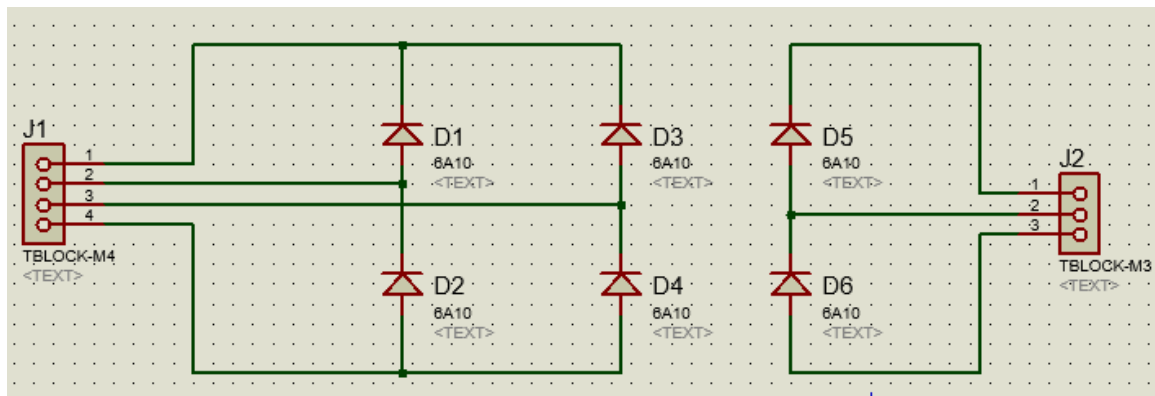 J1
1
2
3
4
TBLOCK-M4
<TEXT>
D1
6A10
<TEXT>
D3
6A10
<TEXT>
D2
6A10
<TEXT>
D4
6A10
<TEXT>
D5
6A10
<TEXT>
D6
6A10
<TEXT>
J2
1
2
3
TBLOCK-M3
<TEXT>